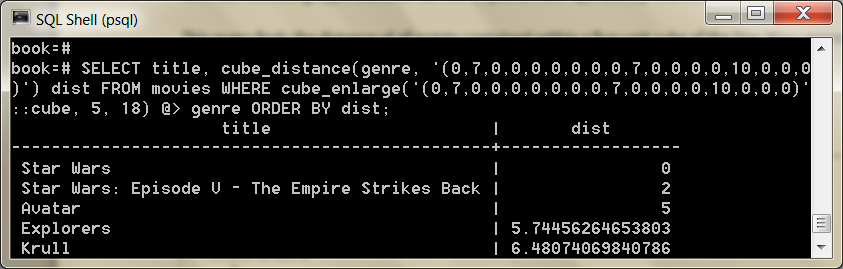 SQL Shell (psql)
book=#
book=# SELECT title, cube_distance(genre, '(0,7,0,0,0,0,0,0,0,7,0,0,0,0,10,0,0,0
)') dist FROM movies WHERE cube_enlarge('(0,7,0,0,0,0,0,0,0,7,0,0,0,0,10,0,0,0)'
::cube, 5, 18) @> genre ORDER BY dist;
title | dist
------------------------------------------------+------------------
Star Wars | 0
Star Wars: Episode V - The Empire Strikes Back | 2
Avatar | 5
Explorers | 5.74456264653803
Krull | 6.48074069840786